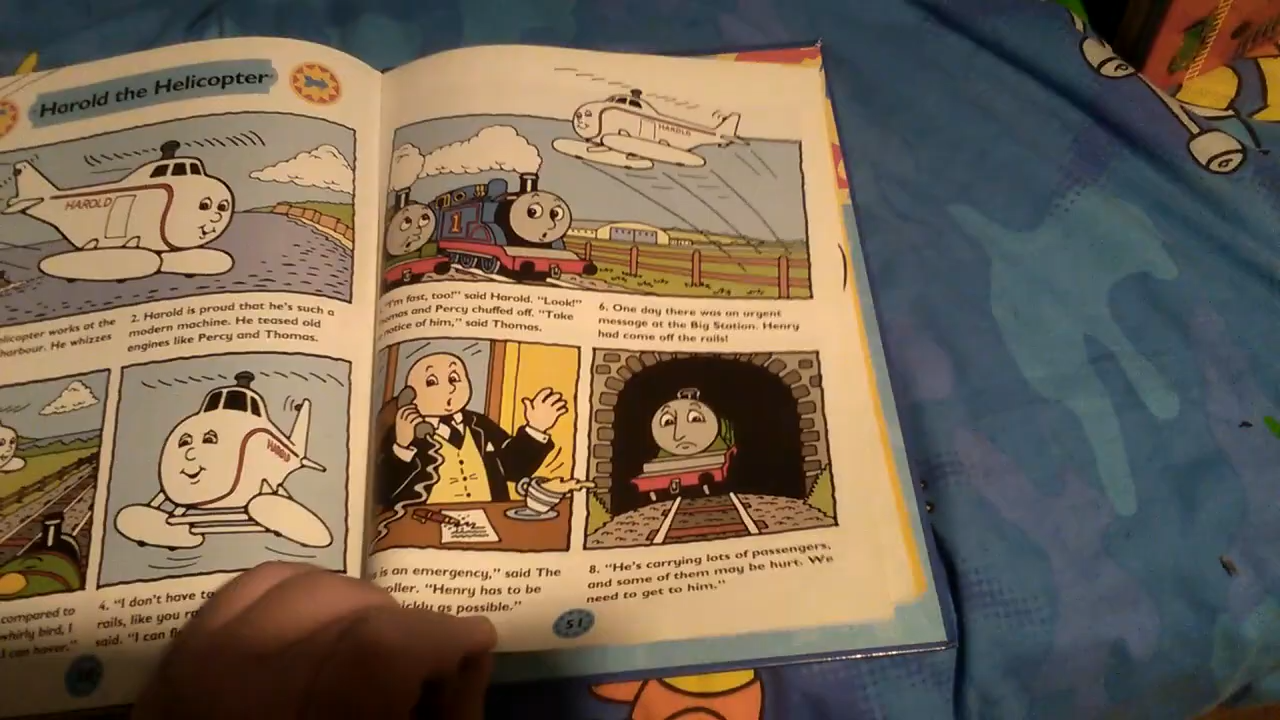 Harold the Helicopter
HAROLD
licopter works at the
harbour. He whizzes
2. Harold is proud that he's such a
modern machine. He teased old
engines like Percy and Thomas.
HAROLD
compared to
whirly bird, I
I can hover."
4. "I don't have to
rails, like you
said. "I can
50
HAROLD
1
"I'm fast, too!" said Harold. "Look!"
omas and Percy chuffed off. "Take
notice of him," said Thomas.
6. One day there was an urgent
message at the Big Station. Henry
had come off the rails!
is an emergency," said The
oller. "Henry has to be
ickly as possible."
8. "He's carrying lots of passengers,
and some of them may be hurt. We
need to get to him."
51